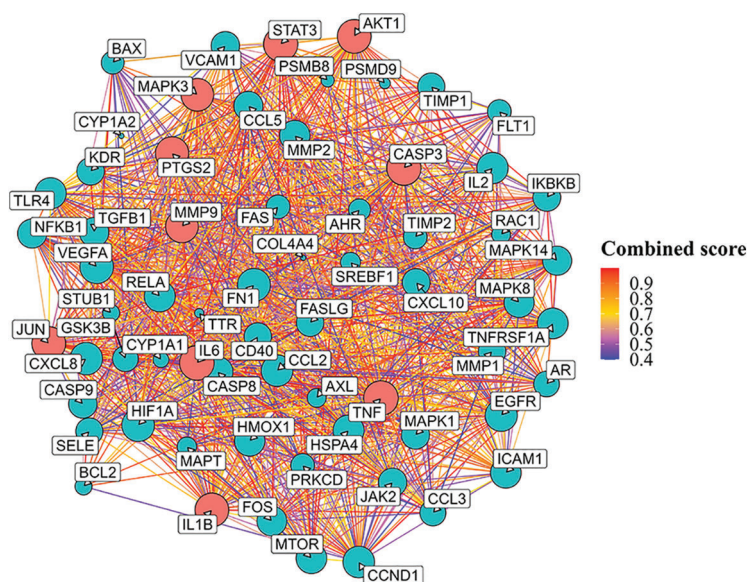 STAT3
AKT1
BAX
VCAM1
PSMB8
PSMD9
MAPK3
TIMP1
CYP1A2
CCL5
FLT1
MMP2
KDR
PTGS2
CASP3
IL2
IKBKB
TLR4
MMP9
FAS
AHR
TIMP2
RAC1
NFKB1
TGFB1
COL4A4
MAPK14
VEGFA
SREBF1
RELA
CXCL10
MAPK8
STUB1
FN1
FASLG
TTR
JUN
GSK3B
TNFRSF1A
CYP1A1
IL6
CD40
CCL2
MMP1
CXCL8
CASP8
AXL
AR
CASP9
TNF
EGFR
HIF1A
HMOX1
MAPK1
SELE
HSPA4
MAPT
ICAM1
BCL2
PRKCD
JAK2
CCL3
IL1B
FOS
MTOR
CCND1
Combined score
0.9
0.8
0.7
0.6
0.5
0.4